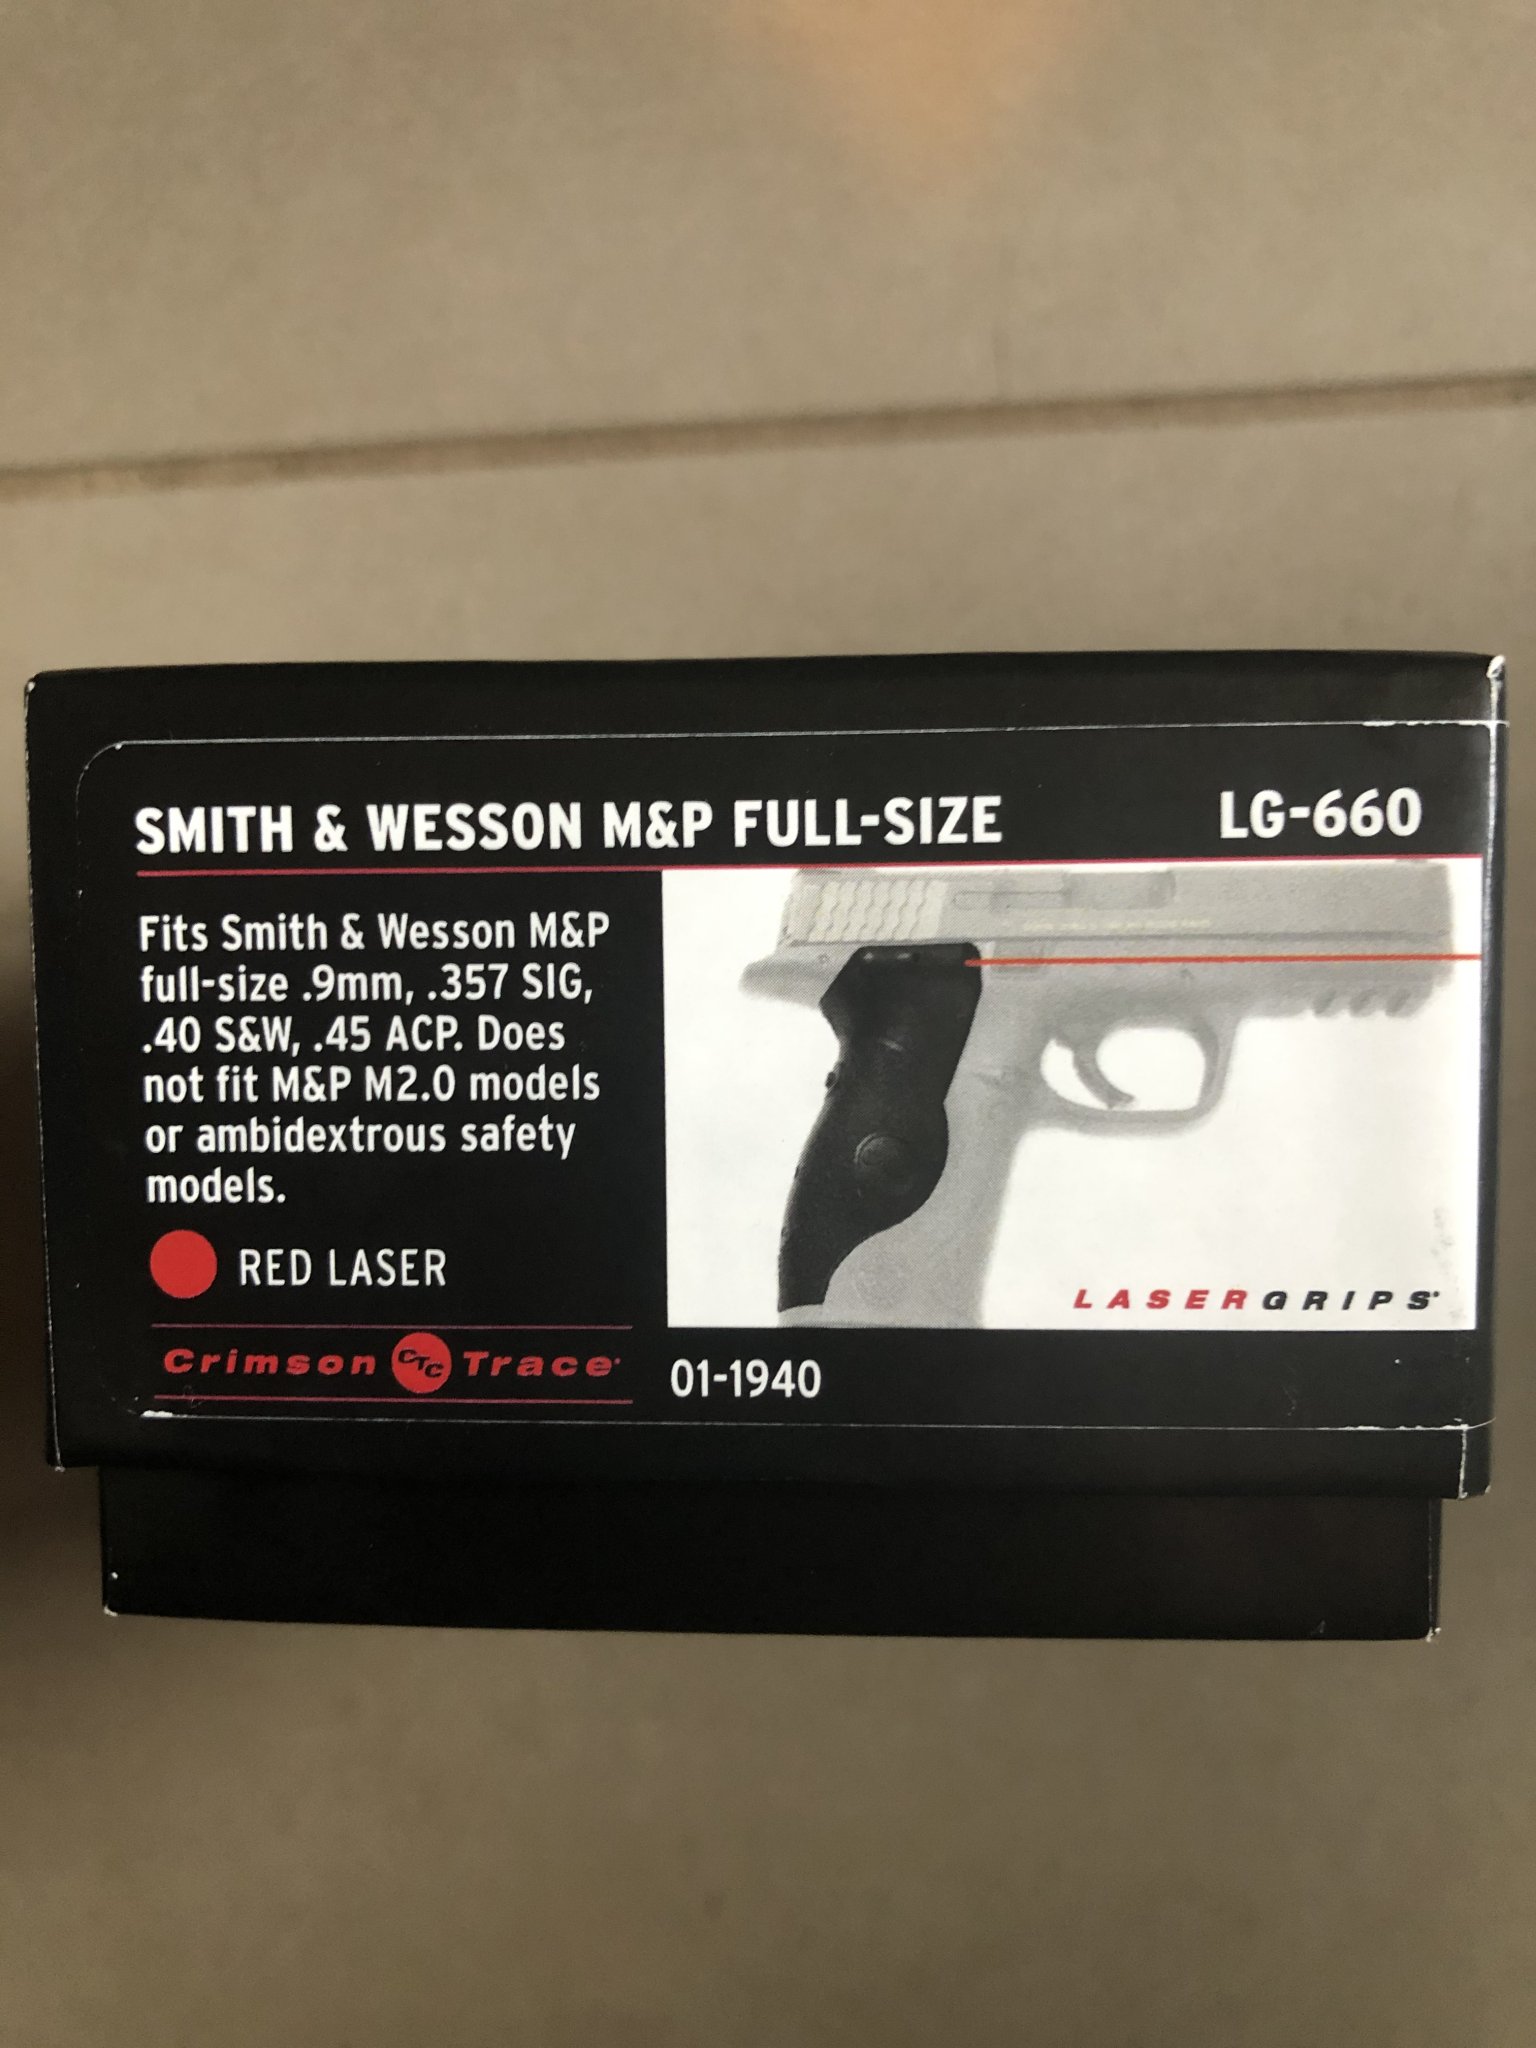 SMITH & WESSON M&P FULL-SIZE LG-660
Fits Smith & Wesson M&P
full-size .9mm, .357 SIG,
.40 S&W, .45 ACP. Does
not fit M&P M2.0 models
or ambidextrous safety
models.
RED LASER
LASERGRIPS
Crimson CTC Trace
01-1940